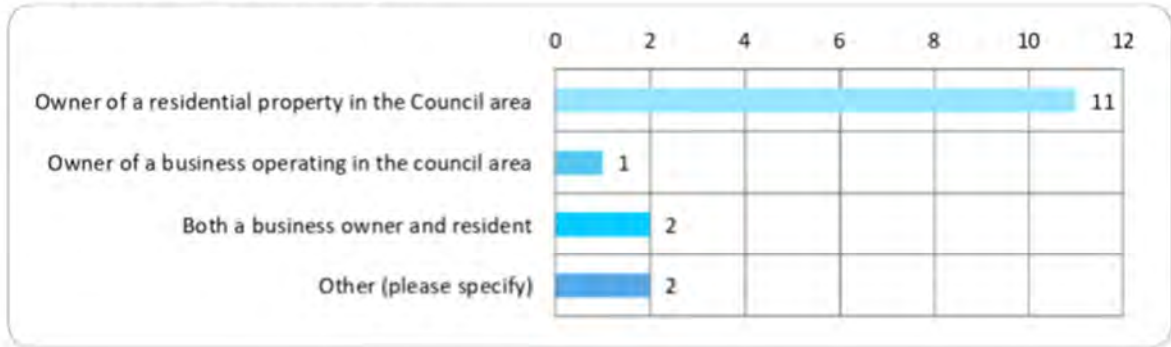 0 2 4 6 8 10 12
Owner of a residential property in the Council area 11
Owner of a business operating in the council area 1
Both a business owner and resident 2
Other (please specify) 2